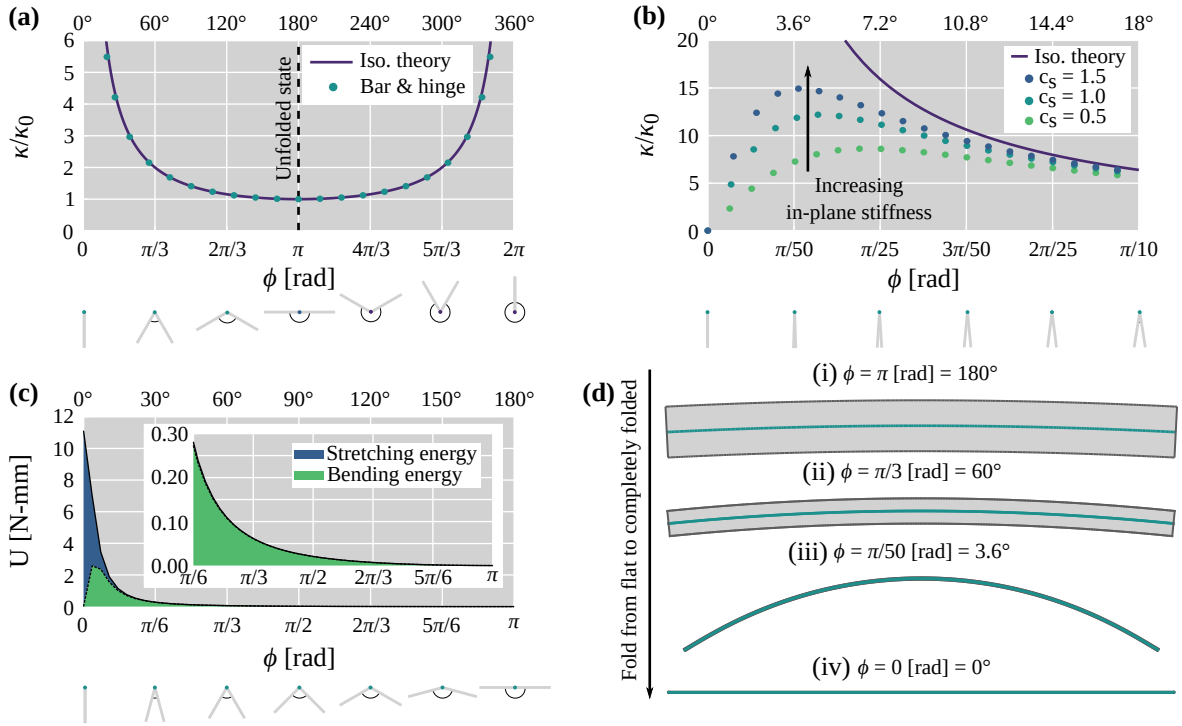 (a)
0° 60° 120° 180° 240° 300° 360°
6
5
4
3
2
1
0
κ/κ0
Unfolded state
Iso. theory
Bar & hinge
0 π/3 2π/3 π 4π/3 5π/3 2π
ϕ [rad]
(b)
0° 3.6° 7.2° 10.8° 14.4° 18°
20
15
10
5
0
κ/κ0
Iso. theory
cs = 1.5
cs = 1.0
cs = 0.5
Increasing
in-plane stiffness
0 π/50 π/25 3π/50 2π/25 π/10
ϕ [rad]
(c)
0° 30° 60° 90° 120° 150° 180°
12
10
8
6
4
2
0
U [N-mm]
0.30
0.20
0.10
0.00
Stretching energy
Bending energy
π/6 π/3 π/2 2π/3 5π/6 π
0 π/6 π/3 π/2 2π/3 5π/6 π
ϕ [rad]
(d)
Fold from flat to completely folded
(i) ϕ = π [rad] = 180°
(ii) ϕ = π/3 [rad] = 60°
(iii) ϕ = π/50 [rad] = 3.6°
(iv) ϕ = 0 [rad] = 0°